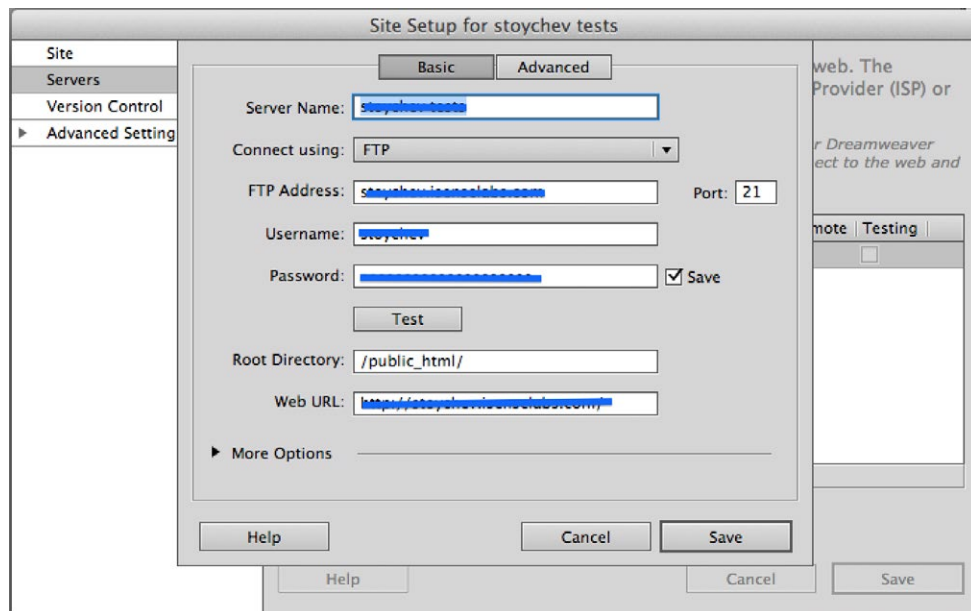 Site Setup for stoychev tests
Site
Servers
Version Control
Advanced Setting
web. The
Provider (ISP) or
r Dreamweaver
ect to the web and
mote Testing
Basic Advanced
Server Name:
Connect using: FTP
FTP Address: Port: 21
Username:
Password: Save
Test
Root Directory: /public_html/
Web URL:
More Options
Help Cancel Save
Help Cancel Save